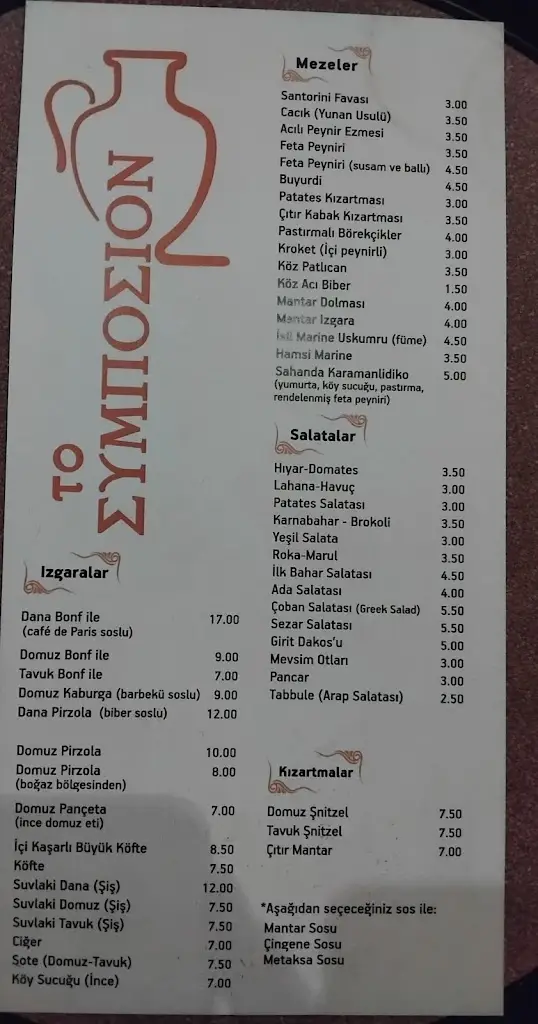 το
ΣΥΜΠΟΣΙΟΝ
Izgaralar
Dana Bonf ile 17.00
(café de Paris soslu)
Domuz Bonf ile 9.00
Tavuk Bonf ile 7.00
Domuz Kaburga (barbekü soslu) 9.00
Dana Pirzola (biber soslu) 12.00
Domuz Pirzola 10.00
Domuz Pirzola 8.00
(boğaz bölgesinden)
Domuz Pançeta 7.00
(ince domuz eti)
İçi Kaşarlı Büyük Köfte 8.50
Köfte 7.50
Suvlaki Dana (Şiş) 12.00
Suvlaki Domuz (Şiş) 7.50
Suvlaki Tavuk (Şiş) 7.50
Ciğer 7.00
Sote (Domuz-Tavuk) 7.50
Köy Sucuğu (İnce) 7.00
Mezeler
Santorini Favası 3.00
Cacık (Yunan Usulü) 3.50
Acılı Peynir Ezmesi 3.50
Feta Peyniri 3.50
Feta Peyniri (susam ve ballı) 4.50
Buyurdi 4.50
Patates Kızartması 3.00
Çıtır Kabak Kızartması 3.50
Pastırmalı Börekçikler 4.00
Kroket (İçi peynirli) 3.00
Köz Patlıcan 3.50
Köz Acı Biber 1.50
Mantar Dolması 4.00
Mantar Izgara 4.00
Marine Uskumru (füme) 4.50
Hamsi Marine 3.50
Sahanda Karamanlidiko 5.00
(yumurta, köy sucuğu, pastırma,
rendelenmiş feta peyniri)
Salatalar
Hıyar-Domates 3.50
Lahana-Havuç 3.00
Patates Salatası 3.00
Karnabahar - Brokoli 3.50
Yeşil Salata 3.00
Roka-Marul 3.50
İlk Bahar Salatası 4.50
Ada Salatası 4.00
Çoban Salatası (Greek Salad) 5.50
Sezar Salatası 5.50
Girit Dakos'u 5.00
Mevsim Otları 3.00
Pancar 3.00
Tabbule (Arap Salatası) 2.50
Kızartmalar
Domuz Şnitzel 7.50
Tavuk Şnitzel 7.50
Çıtır Mantar 7.00
*Aşağıdan seçeceğiniz sos ile:
Mantar Sosu
Çingene Sosu
Metaksa Sosu